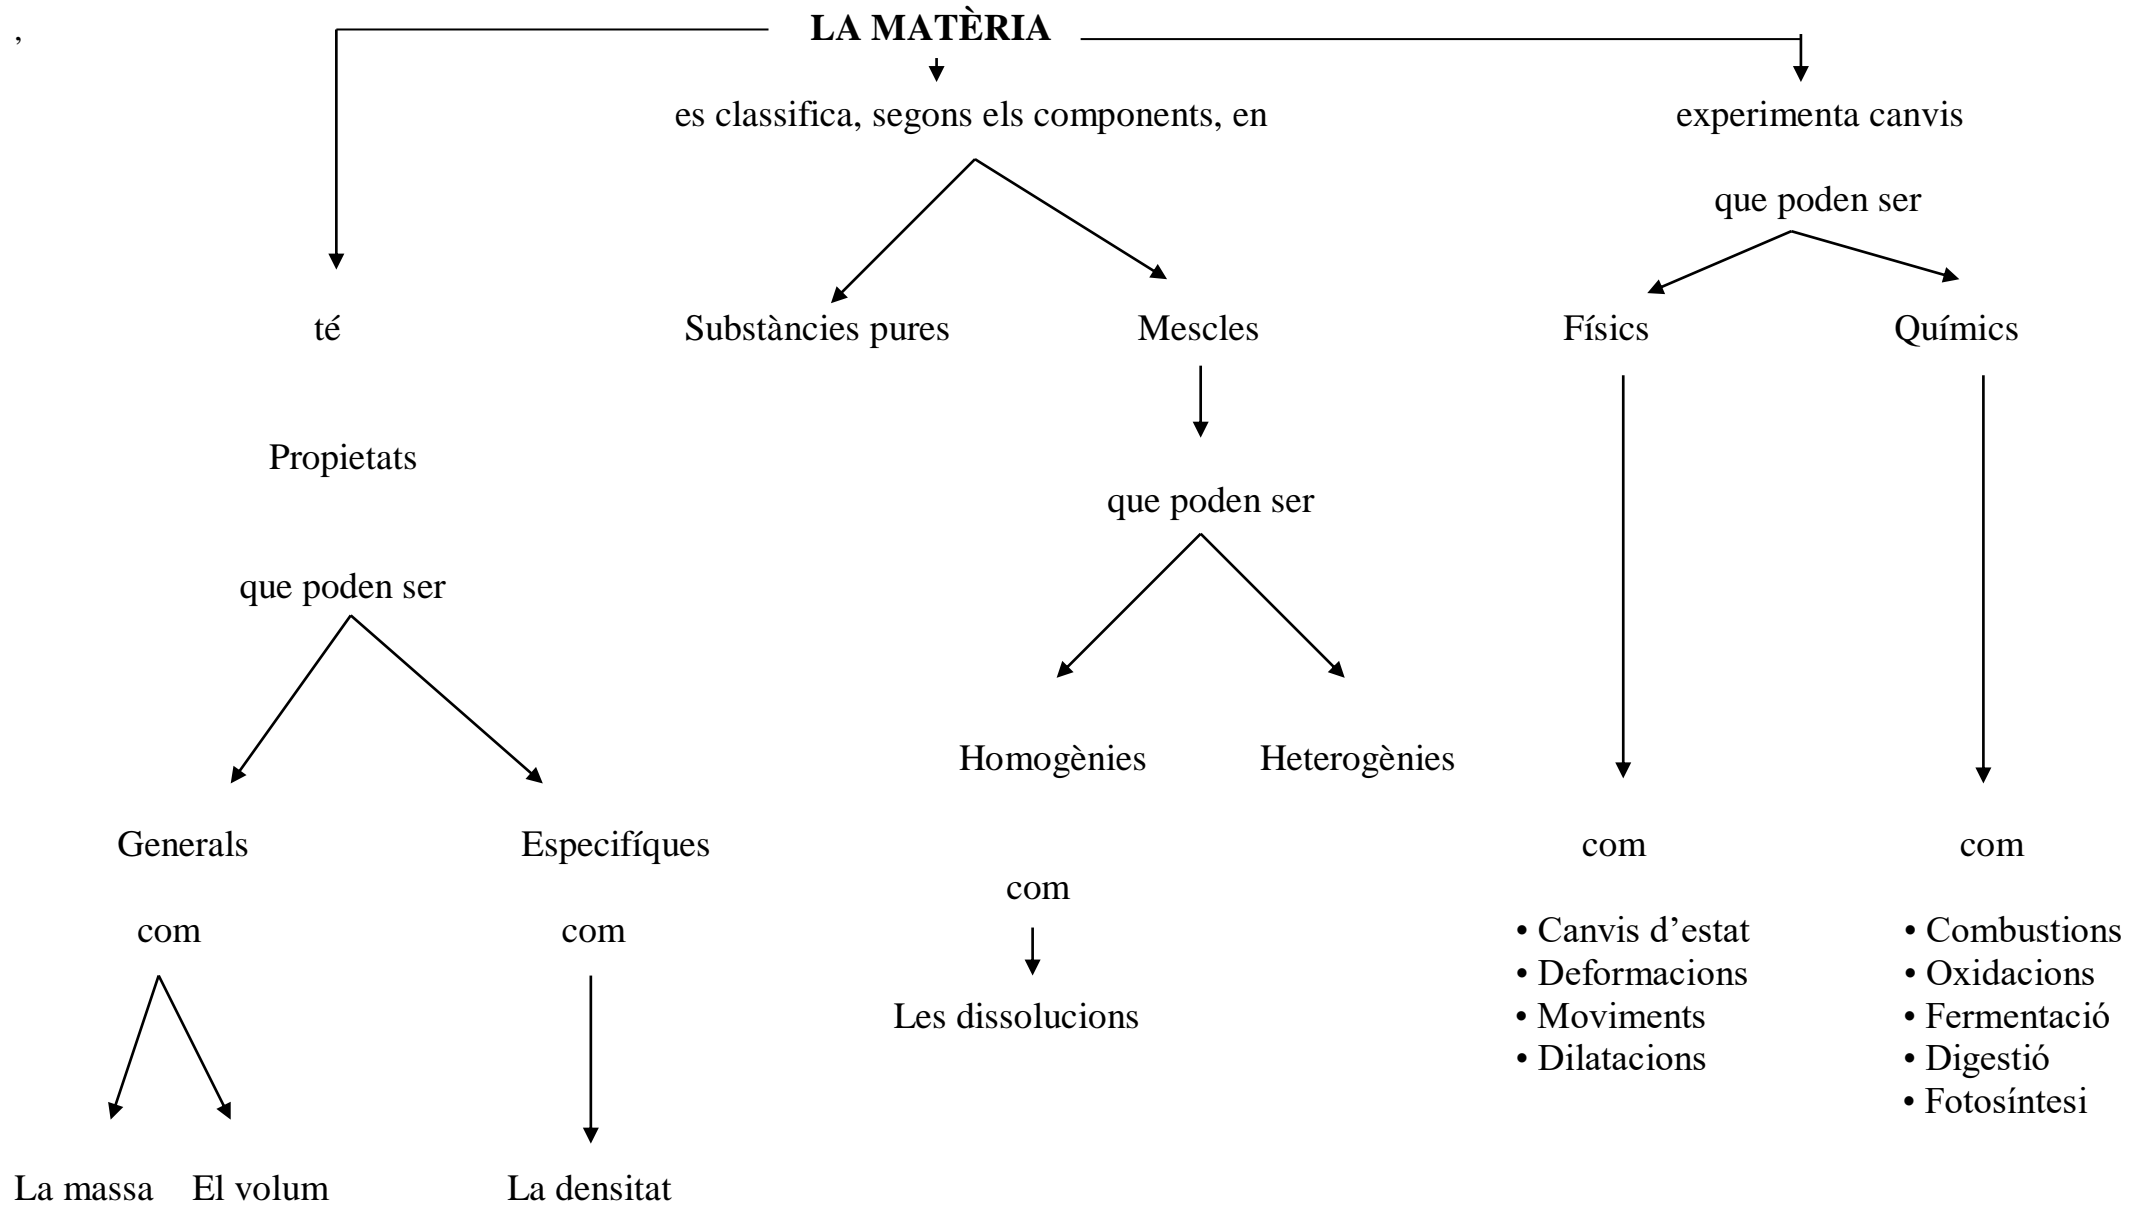 ,
LA MATÈRIA
es classifica, segons els components, en
experimenta canvis
que poden ser
té
Substàncies pures
Mescles
Físics
Químics
Propietats
que poden ser
que poden ser
Homogènies
Heterogènies
Generals
Especifíques
com
com
com
com
com
• Canvis d’estat
• Deformacions
• Moviments
• Dilatacions
• Combustions
• Oxidacions
• Fermentació
• Digestió
• Fotosíntesi
Les dissolucions
La massa
El volum
La densitat